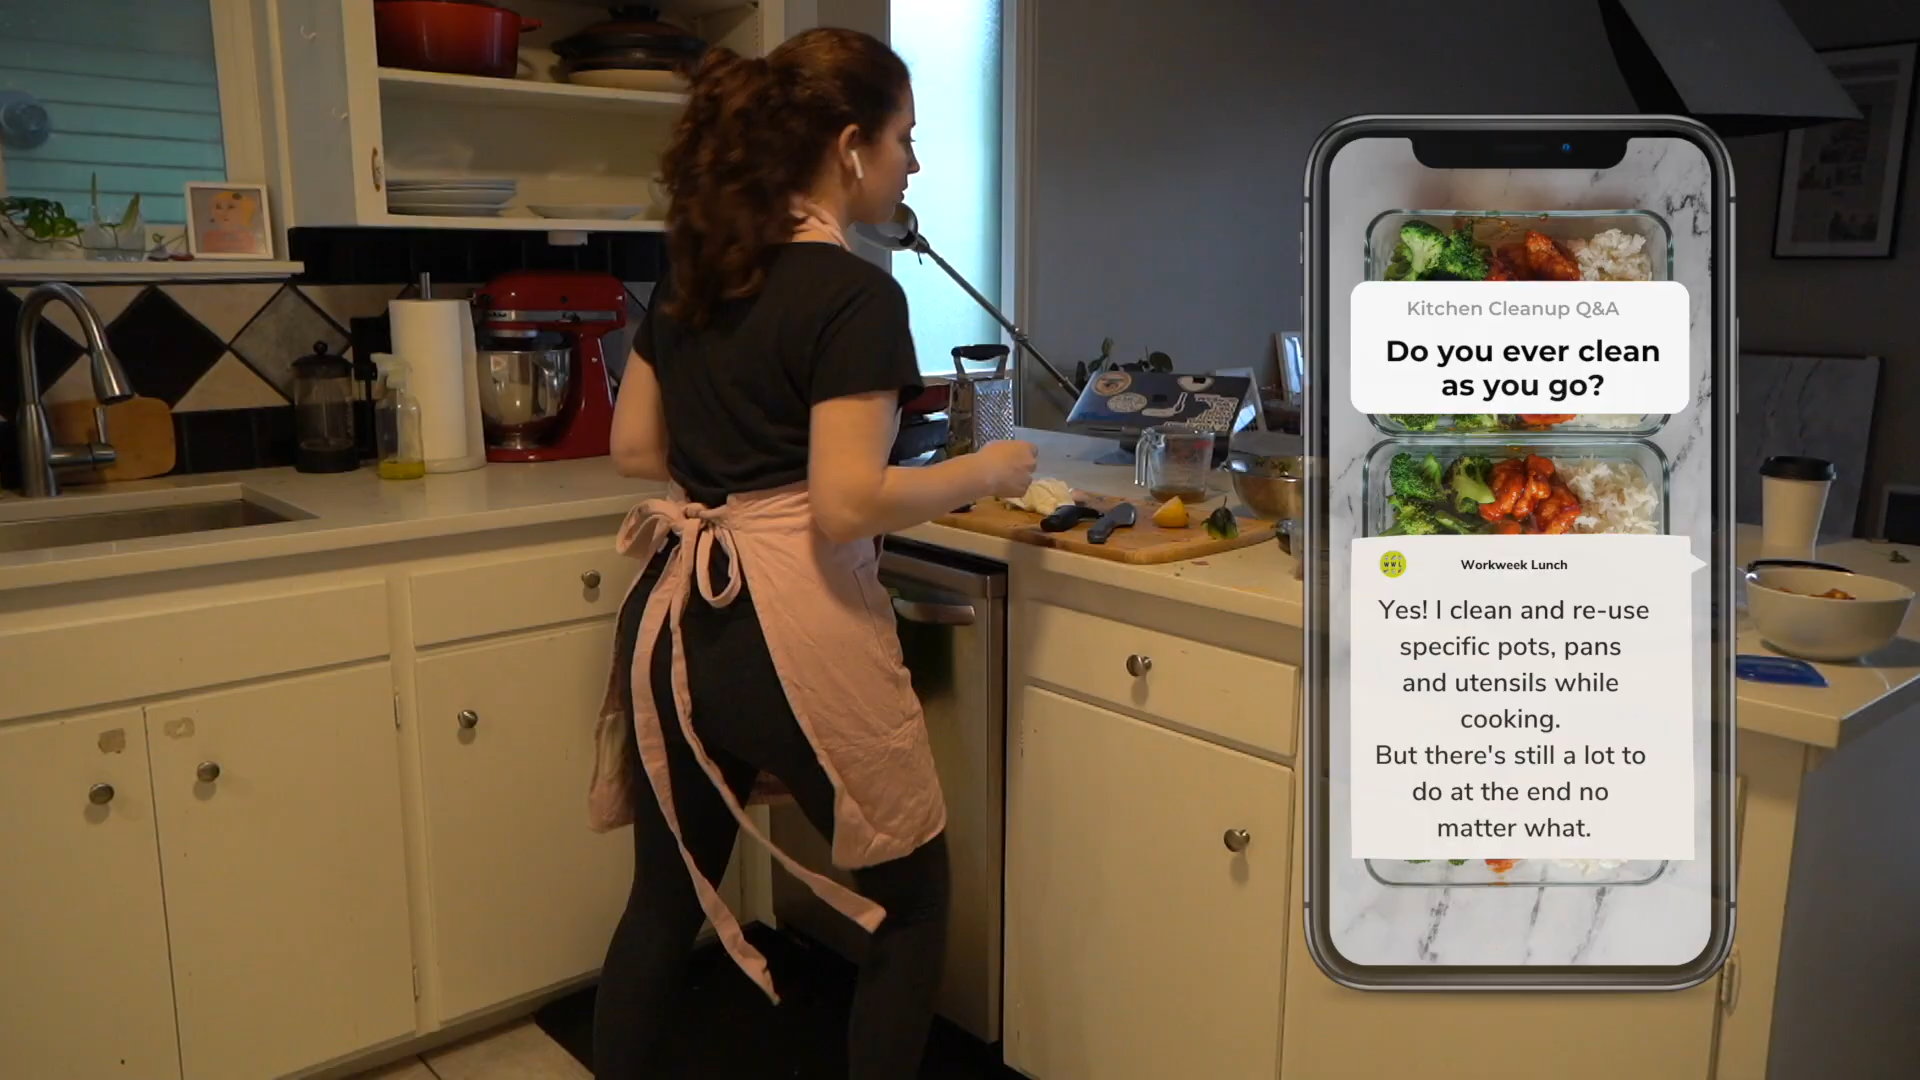 Kitchen Cleanup Q&A
Do you ever clean
as you go?
WWL
Workweek Lunch
Yes! I clean and re-use
specific pots, pans
and utensils while
cooking.
But there's still a lot to
do at the end no
matter what.